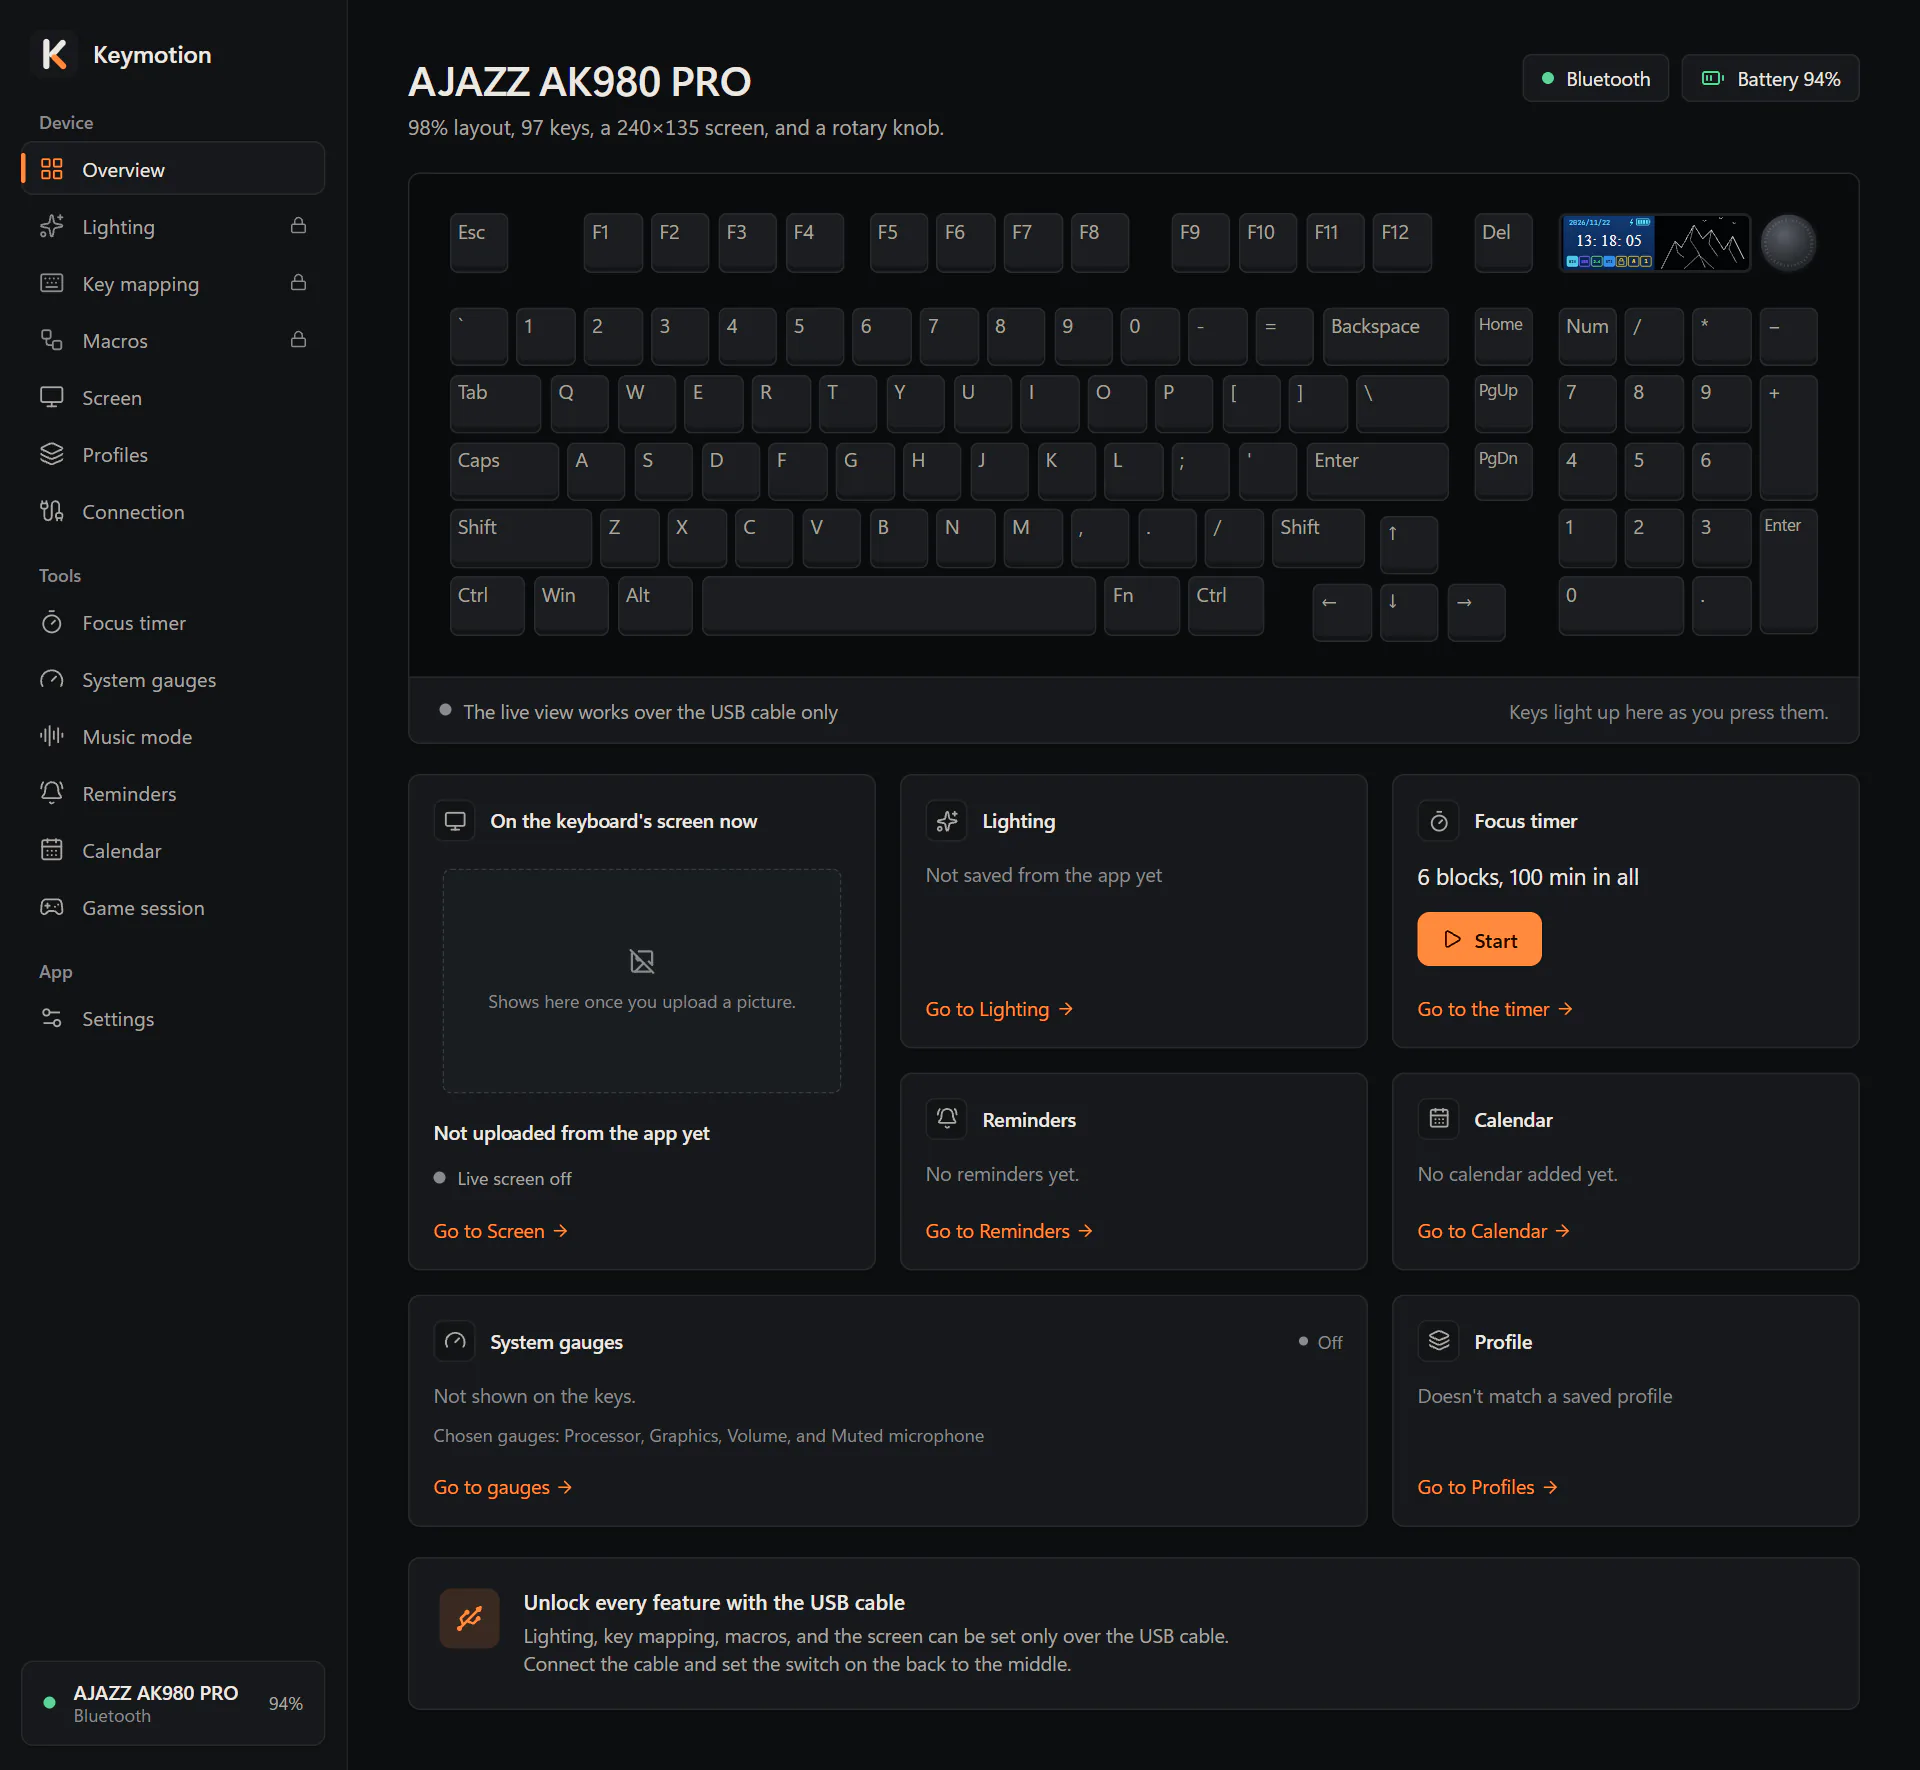 Keymotion
Device
Overview
Lighting
Key mapping
Macros
Screen
Profiles
Connection
Tools
Focus timer
System gauges
Music mode
Reminders
Calendar
Game session
App
Settings
AJAZZ AK980 PRO
Bluetooth
94%
AJAZZ AK980 PRO
98% layout, 97 keys, a 240×135 screen, and a rotary knob.
Bluetooth
Battery 94%
Esc F1 F2 F3 F4 F5 F6 F7 F8 F9 F10 F11 F12 Del
2026/11/22
13: 18: 05
` 1 2 3 4 5 6 7 8 9 0 - = Backspace Home Num / * −
Tab Q W E R T Y U I O P [ ] \ PgUp 7 8 9 +
Caps A S D F G H J K L ; ' Enter PgDn 4 5 6
Shift Z X C V B N M , . / Shift ↑ 1 2 3 Enter
Ctrl Win Alt Fn Ctrl ← ↓ → 0 .
The live view works over the USB cable only
Keys light up here as you press them.
On the keyboard's screen now
Shows here once you upload a picture.
Not uploaded from the app yet
Live screen off
Go to Screen →
Lighting
Not saved from the app yet
Go to Lighting →
Focus timer
6 blocks, 100 min in all
Start
Go to the timer →
Reminders
No reminders yet.
Go to Reminders →
Calendar
No calendar added yet.
Go to Calendar →
System gauges
Off
Not shown on the keys.
Chosen gauges: Processor, Graphics, Volume, and Muted microphone
Go to gauges →
Profile
Doesn't match a saved profile
Go to Profiles →
Unlock every feature with the USB cable
Lighting, key mapping, macros, and the screen can be set only over the USB cable.
Connect the cable and set the switch on the back to the middle.